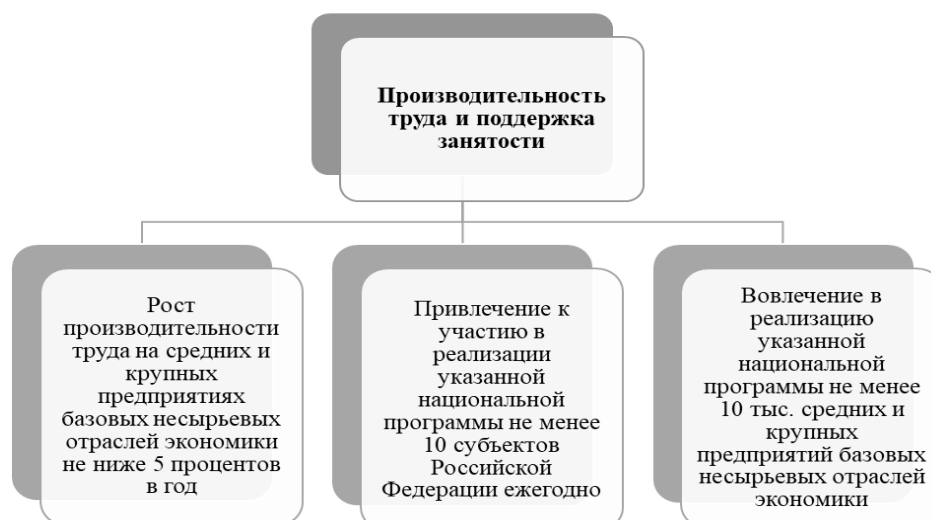 Производительность
труда и поддержка
занятости
Рост
производительности
труда на средних и
крупных
предприятиях
базовых несырьевых
отраслей экономики
не ниже 5 процентов
в год
Привлечение к
участию в
реализации
указанной
национальной
программы не менее
10 субъектов
Российской
Федерации ежегодно
Вовлечение в
реализацию
указанной
национальной
программы не менее
10 тыс. средних и
крупных
предприятий базовых
несырьевых отраслей
экономики